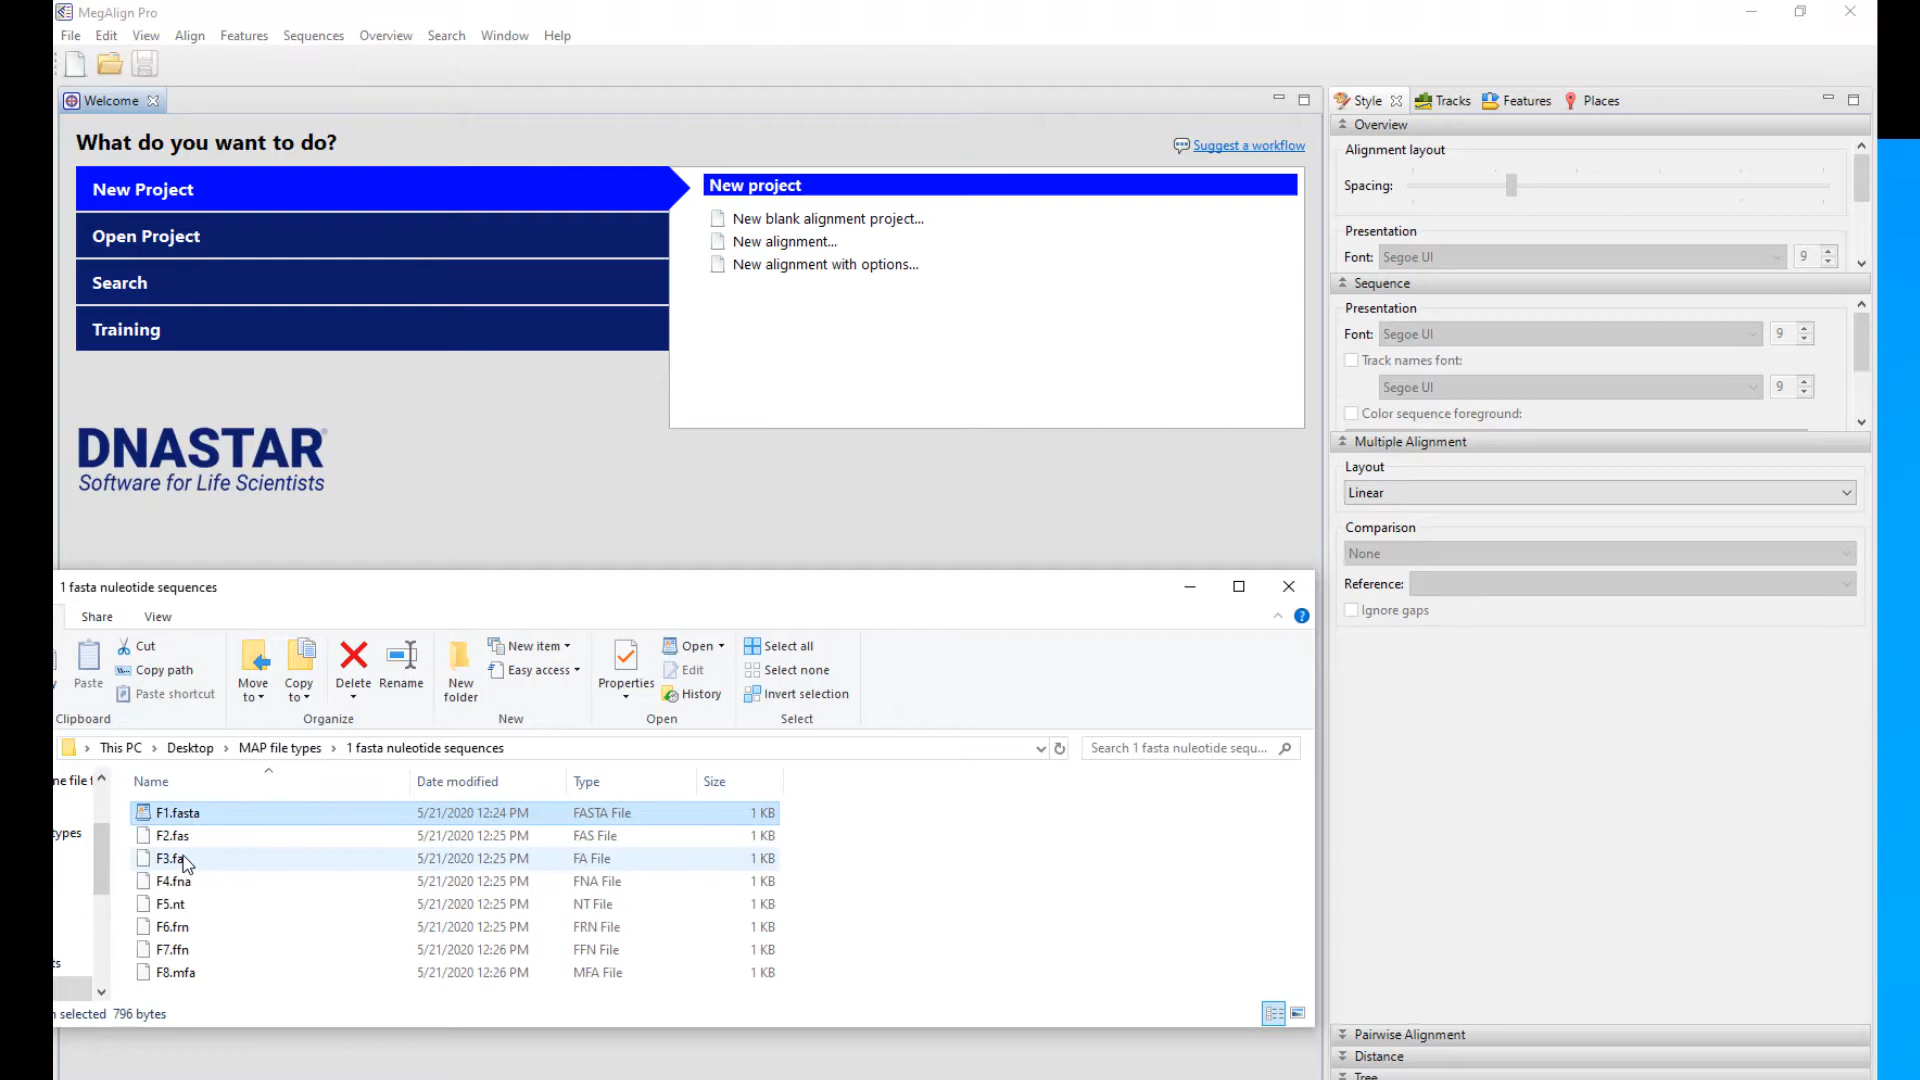 MegAlign Pro
File Edit View Align Features Sequences Overview Search Window Help
Welcome
What do you want to do?
Suggest a workflow
New Project
Open Project
Search
Training
New project
New blank alignment project...
New alignment...
New alignment with options...
DNASTAR®
Software for Life Scientists
Style Tracks Features Places
Overview
Alignment layout
Spacing:
Presentation
Font: Segoe UI 9
Sequence
Presentation
Font: Segoe UI 9
Track names font:
Segoe UI 9
Color sequence foreground:
Multiple Alignment
Layout
Linear
Comparison
None
Reference:
Ignore gaps
Pairwise Alignment
Distance
Tree
1 fasta nuleotide sequences
Share View
Paste
Cut
Copy path
Paste shortcut
Clipboard
Move to
Copy to
Delete
Rename
Organize
New folder
New item
Easy access
New
Properties
Open
Edit
History
Open
Select all
Select none
Invert selection
Select
This PC > Desktop > MAP file types > 1 fasta nuleotide sequences
Search 1 fasta nuleotide sequ...
Name Date modified Type Size
F1.fasta 5/21/2020 12:24 PM FASTA File 1 KB
F2.fas 5/21/2020 12:25 PM FAS File 1 KB
F3.fa 5/21/2020 12:25 PM FA File 1 KB
F4.fna 5/21/2020 12:25 PM FNA File 1 KB
F5.nt 5/21/2020 12:25 PM NT File 1 KB
F6.frn 5/21/2020 12:25 PM FRN File 1 KB
F7.ffn 5/21/2020 12:26 PM FFN File 1 KB
F8.mfa 5/21/2020 12:26 PM MFA File 1 KB
selected 796 bytes